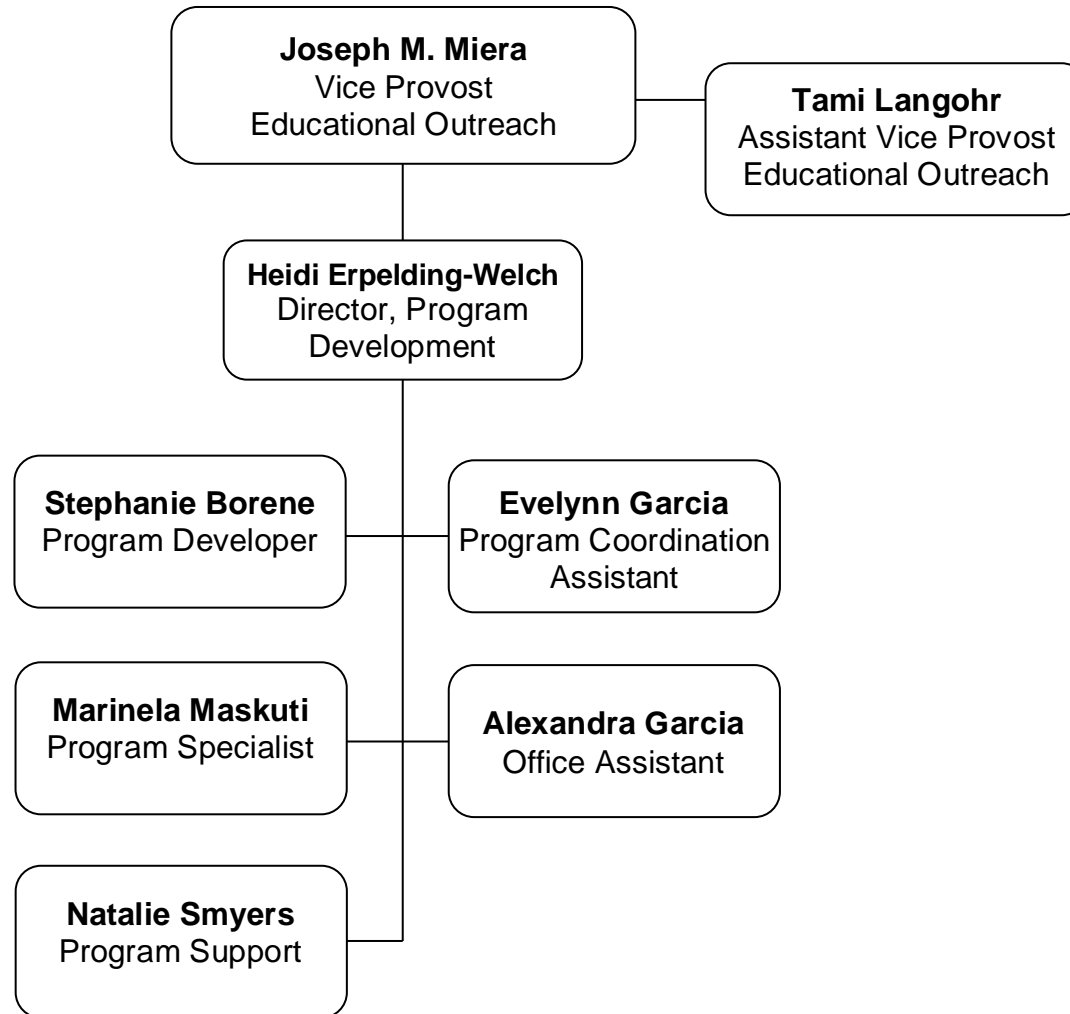 Joseph M. Miera
Vice Provost
Educational Outreach
Tami Langohr
Assistant Vice Provost
Educational Outreach
Heidi Erpelding-Welch
Director, Program
Development
Stephanie Borene
Program Developer
Evelynn Garcia
Program Coordination
Assistant
Marinela Maskuti
Program Specialist
Alexandra Garcia
Office Assistant
Natalie Smyers
Program Support